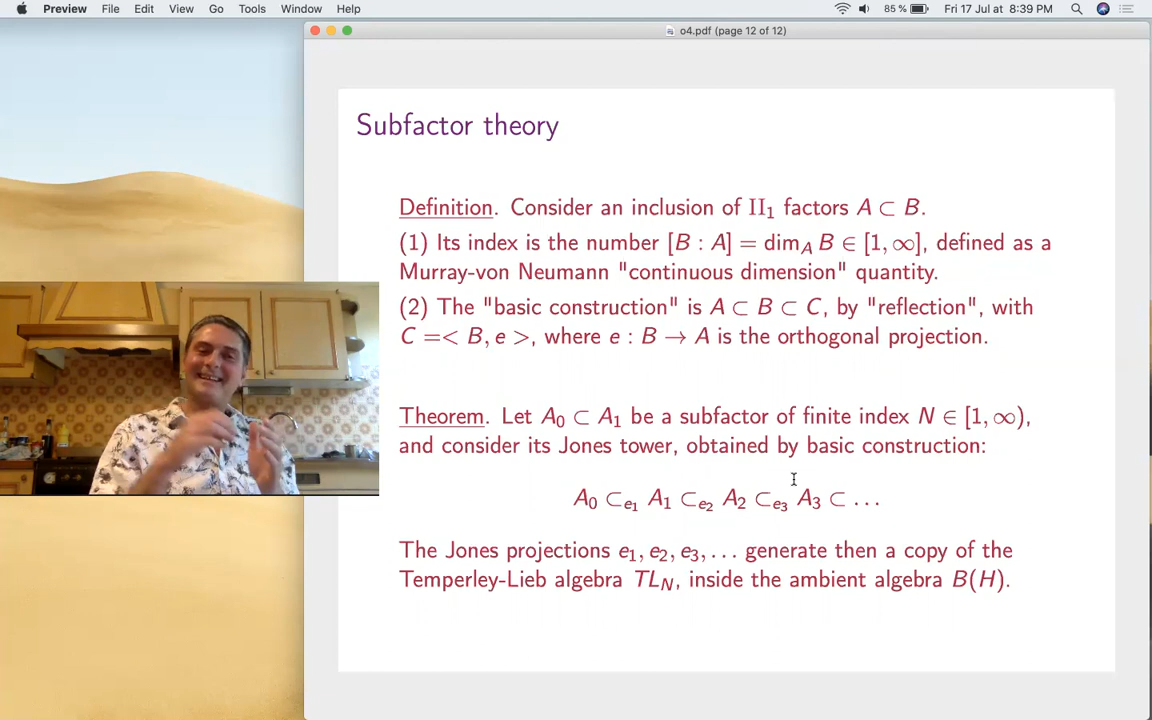 Preview File Edit View Go Tools Window Help 85 % Fri 17 Jul at 8:39 PM
o4.pdf (page 12 of 12)
Subfactor theory
Definition. Consider an inclusion of II₁ factors A ⊂ B.
(1) Its index is the number [B : A] = dim_A B ∈ [1, ∞], defined as a
Murray-von Neumann "continuous dimension" quantity.
(2) The "basic construction" is A ⊂ B ⊂ C, by "reflection", with
C =< B, e >, where e : B → A is the orthogonal projection.
Theorem. Let A₀ ⊂ A₁ be a subfactor of finite index N ∈ [1, ∞),
and consider its Jones tower, obtained by basic construction:
A₀ ⊂_e₁ A₁ ⊂_e₂ A₂ ⊂_e₃ A₃ ⊂ . . .
The Jones projections e₁, e₂, e₃, . . . generate then a copy of the
Temperley-Lieb algebra TL_N, inside the ambient algebra B(H).